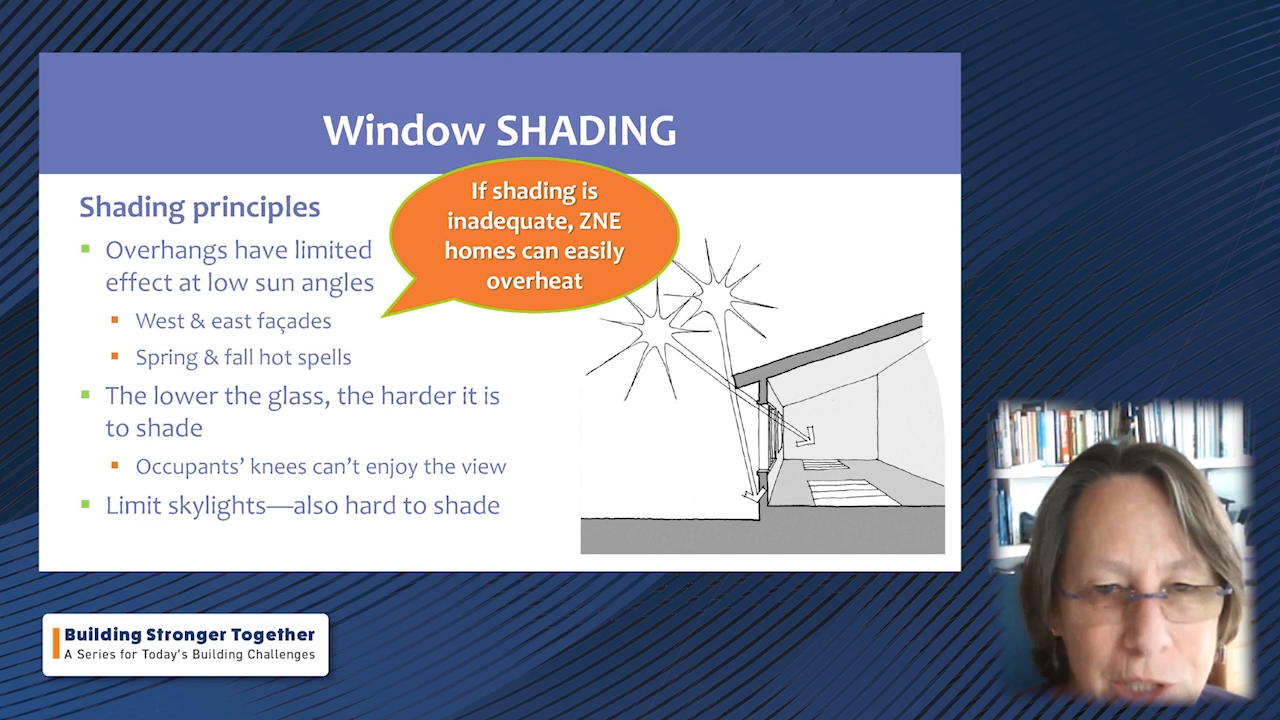 Window SHADING
If shading is
inadequate, ZNE
homes can easily
overheat
Shading principles
Overhangs have limited
effect at low sun angles
West & east façades
Spring & fall hot spells
The lower the glass, the harder it is
to shade
Occupants' knees can't enjoy the view
Limit skylights—also hard to shade
Building Stronger Together
A Series for Today's Building Challenges